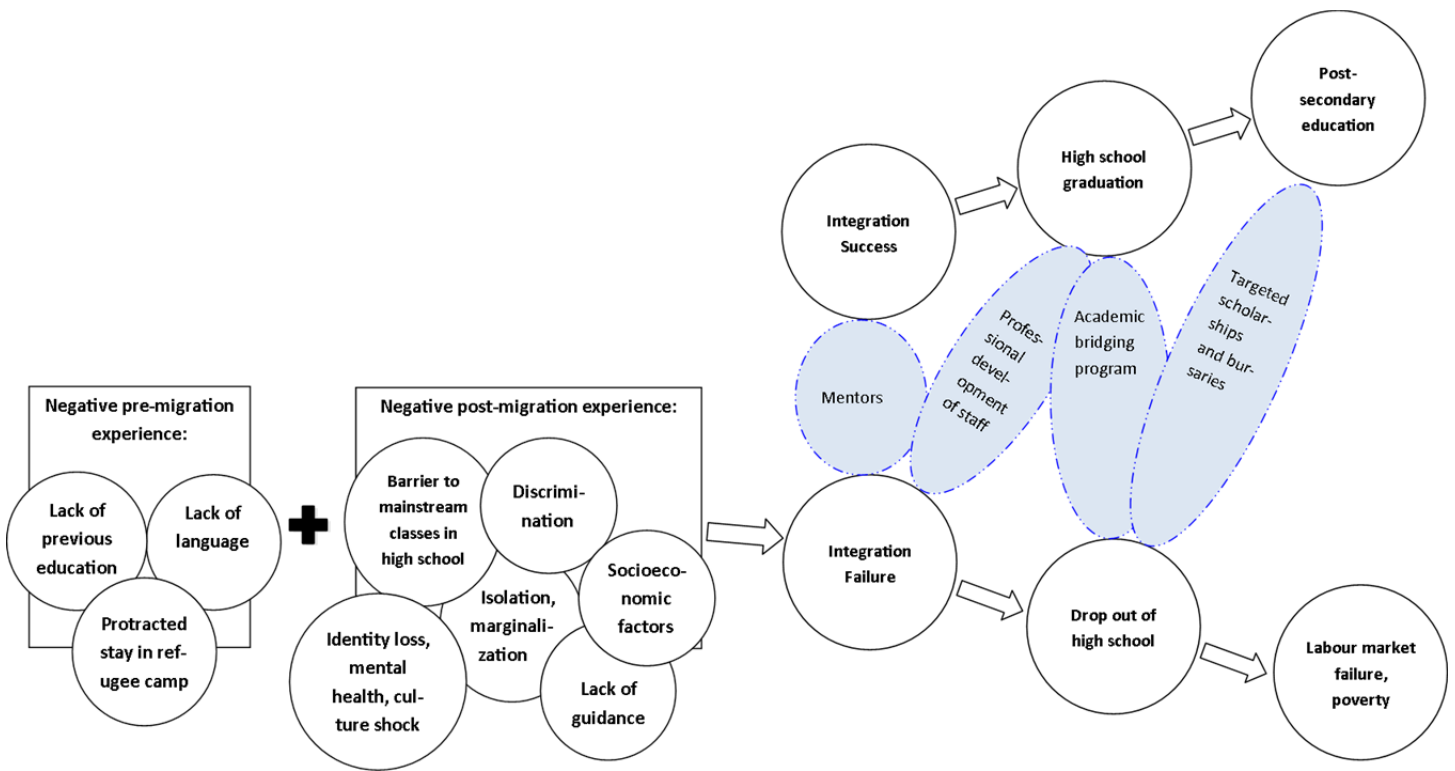 Negative pre-migration
experience:
Lack of
previous
education
Lack of
language
Protracted
stay in ref-
ugee camp
Negative post-migration experience:
Barrier to
mainstream
classes in
high school
Discrimi-
nation
Socioeco-
nomic
factors
Isolation,
marginali-
zation
Identity loss,
mental
health, cul-
ture shock
Lack of
guidance
Integration
Success
High school
graduation
Post-
secondary
education
Mentors
Profes-
sional
devel-
opment
of staff
Academic
bridging
program
Targeted
scholar-
ships
and bur-
saries
Integration
Failure
Drop out of
high school
Labour market
failure,
poverty